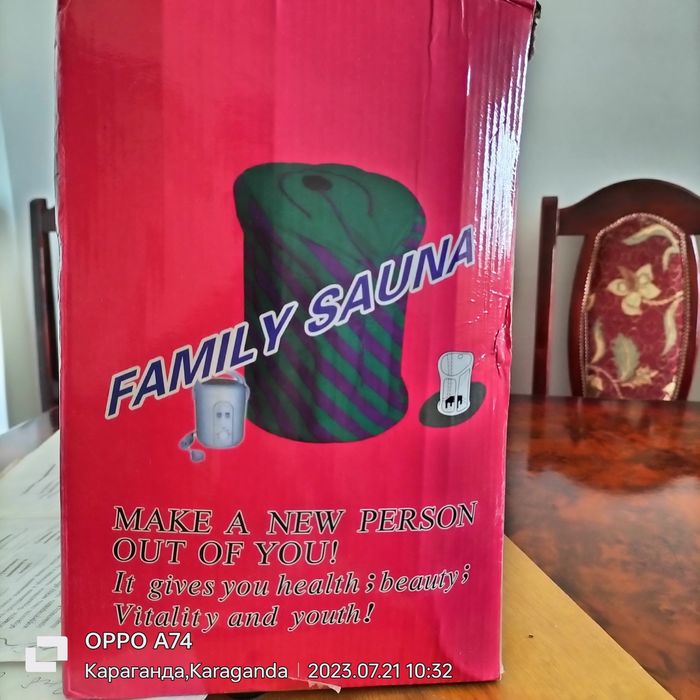 FAMILY SAUNA
MAKE A NEW PERSON
OUT OF YOU!
It gives you health; beauty;
Vitality and youth!
OPPO A74
Караганда,Karaganda | 2023.07.21 10:32